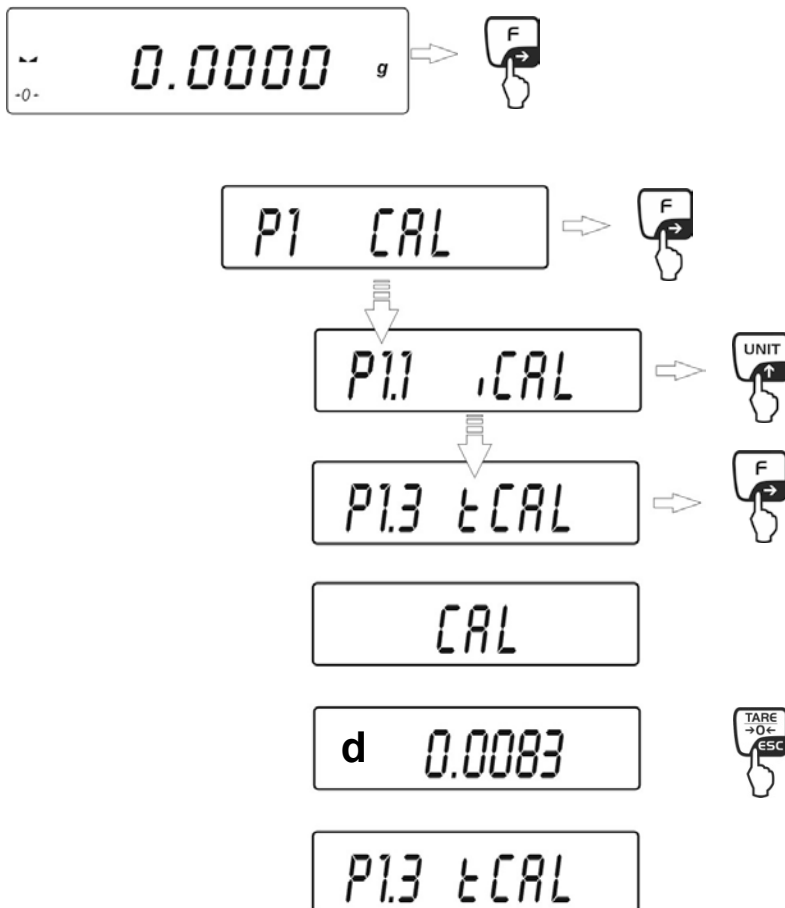 0.0000 g
-0-
F
P1 CAL
F
P1.1 iCAL
UNIT
P1.3 tCAL
F
CAL
d 0.0083
TARE
→0←
ESC
P1.3 tCAL